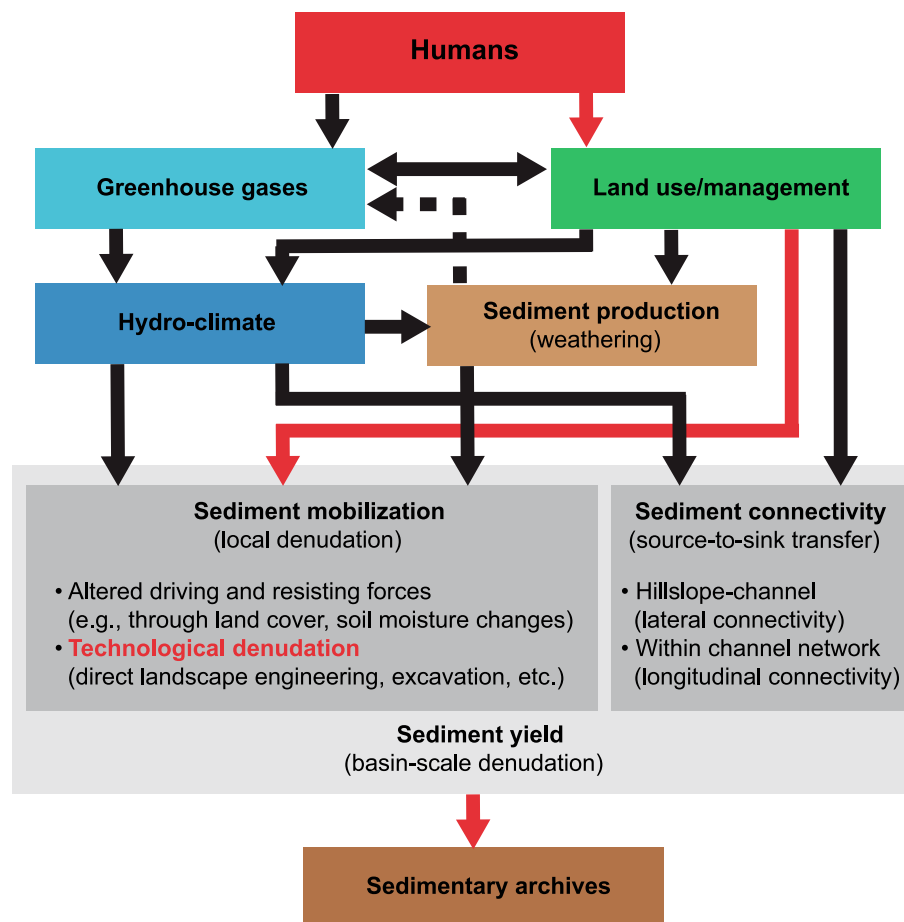 Humans
Greenhouse gases
Land use/management
Hydro-climate
Sediment production
(weathering)
Sediment mobilization
(local denudation)
• Altered driving and resisting forces
(e.g., through land cover, soil moisture changes)
• Technological denudation
(direct landscape engineering, excavation, etc.)
Sediment connectivity
(source-to-sink transfer)
• Hillslope-channel
(lateral connectivity)
• Within channel network
(longitudinal connectivity)
Sediment yield
(basin-scale denudation)
Sedimentary archives